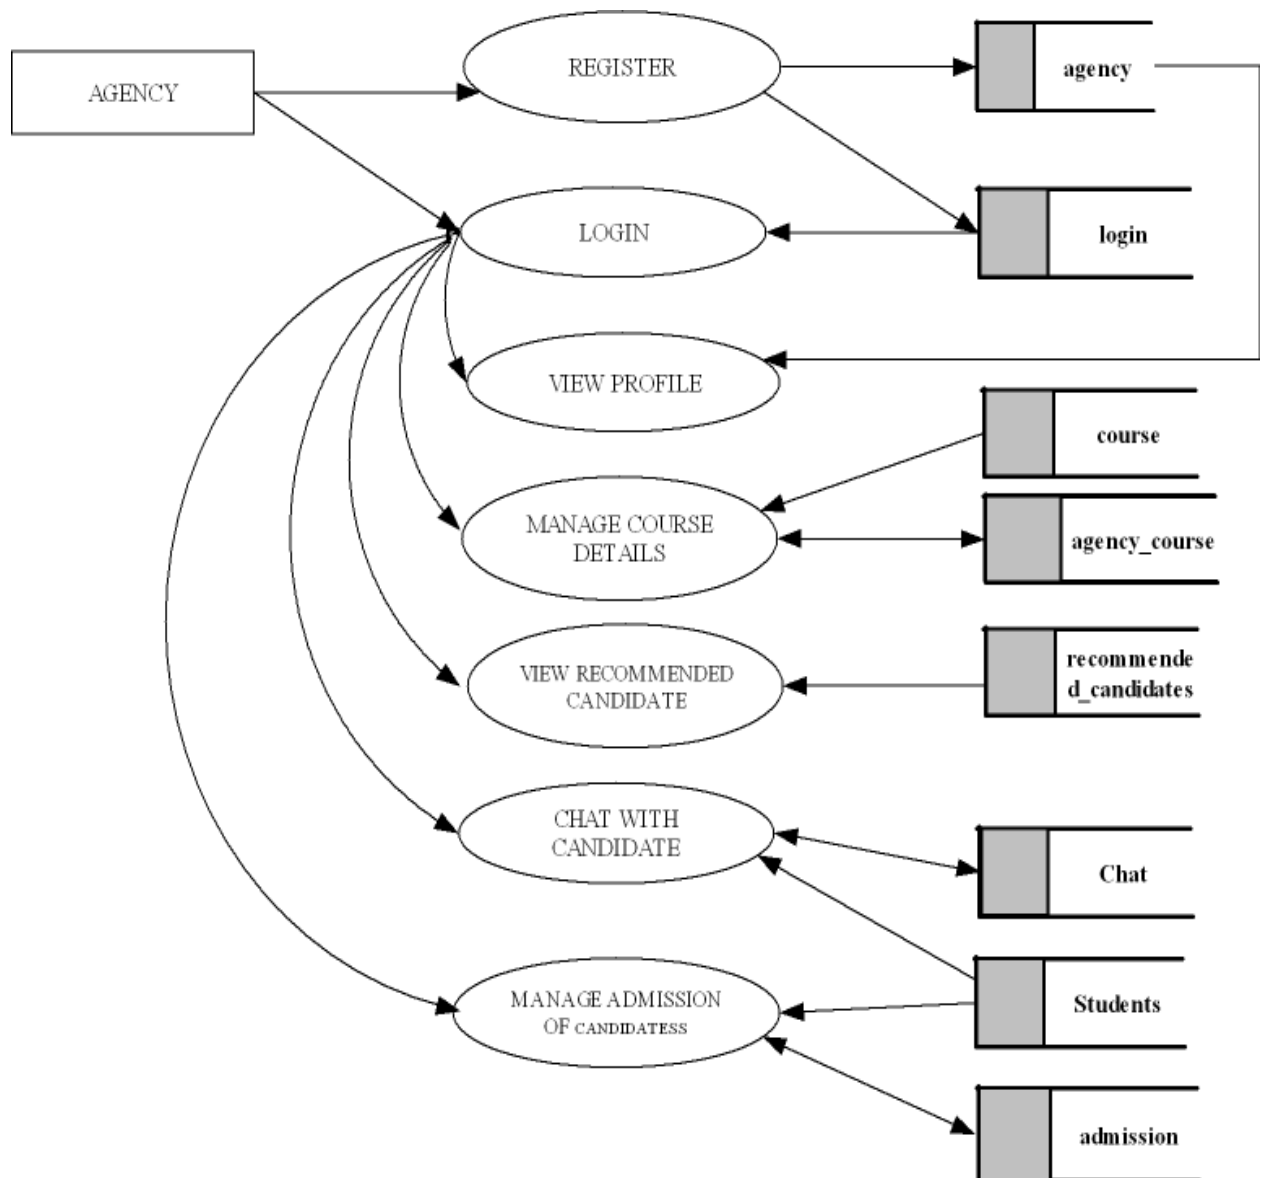 AGENCY
REGISTER
agency
LOGIN
login
VIEW PROFILE
course
MANAGE COURSE
DETAILS
agency_course
VIEW RECOMMENDED
CANDIDATE
recommende
d_candidates
CHAT WITH
CANDIDATE
Chat
MANAGE ADMISSION
OF CANDIDATESS
Students
admission